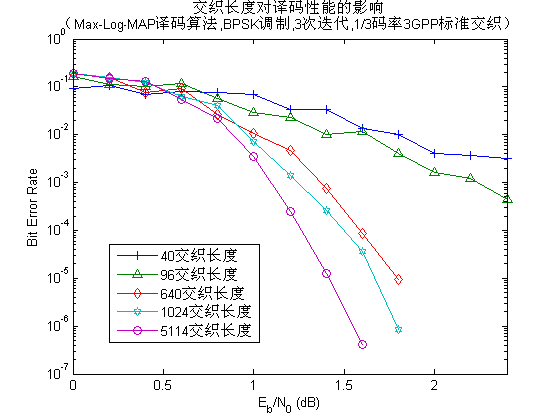 交织长度对译码性能的影响
（Max-Log-MAP译码算法,BPSK调制,3次迭代,1/3码率3GPP标准交织）
10^0
10^-1
10^-2
10^-3
10^-4
10^-5
10^-6
10^-7
Bit Error Rate
40交织长度
96交织长度
640交织长度
1024交织长度
5114交织长度
0 0.5 1 1.5 2
E_b/N_0 (dB)